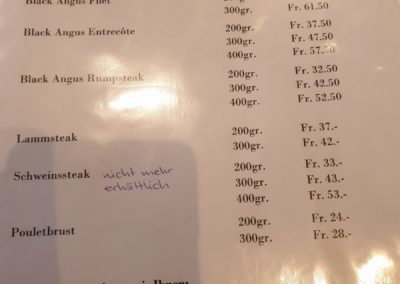 Black Angus Filet 200gr.
300gr. Fr. 61.50
Black Angus Entrecôte 200gr. Fr. 37.50
300gr. Fr. 47.50
400gr. Fr. 57.50
Black Angus Rumpsteak 200gr. Fr. 32.50
300gr. Fr. 42.50
400gr. Fr. 52.50
Lammsteak 200gr. Fr. 37.-
300gr. Fr. 42.-
Schweinssteak nicht mehr erhältlich 200gr. Fr. 33.-
300gr. Fr. 43.-
400gr. Fr. 53.-
Pouletbrust 200gr. Fr. 24.-
300gr. Fr. 28.-